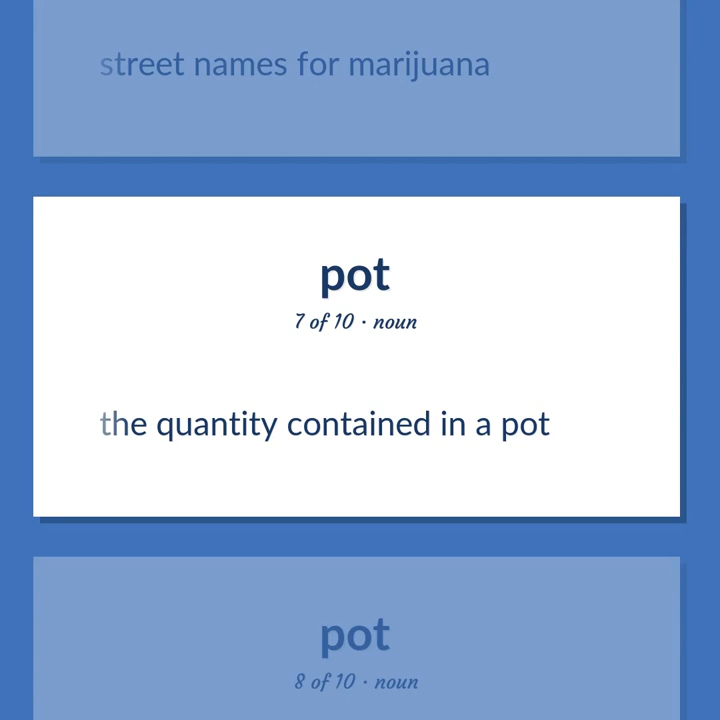 street names for marijuana
pot
7 of 10 · noun
the quantity contained in a pot
pot
8 of 10 · noun